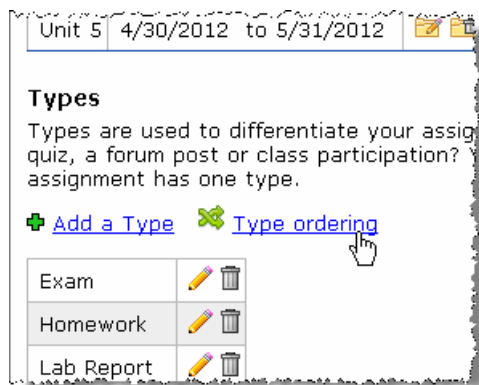 Unit 5 4/30/2012 to 5/31/2012
Types
Types are used to differentiate your assig
quiz, a forum post or class participation?
assignment has one type.
Add a Type Type ordering
Exam
Homework
Lab Report